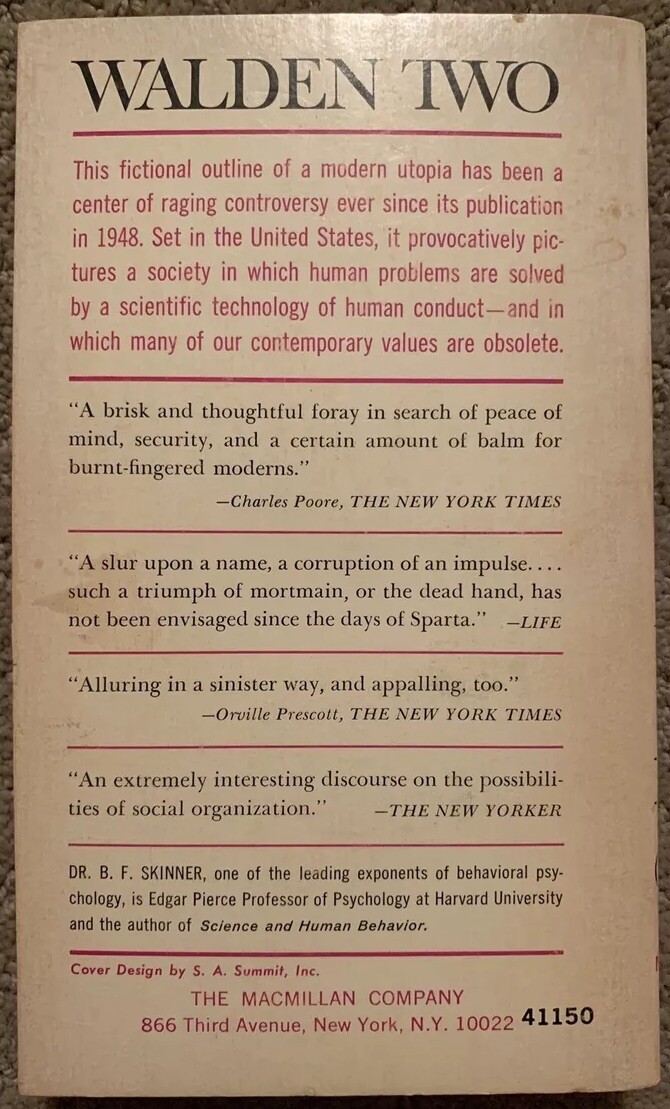 WALDEN TWO
This fictional outline of a modern utopia has been a
center of raging controversy ever since its publication
in 1948. Set in the United States, it provocatively pic-
tures a society in which human problems are solved
by a scientific technology of human conduct—and in
which many of our contemporary values are obsolete.
“A brisk and thoughtful foray in search of peace of
mind, security, and a certain amount of balm for
burnt-fingered moderns.”
—Charles Poore, THE NEW YORK TIMES
“A slur upon a name, a corruption of an impulse....
such a triumph of mortmain, or the dead hand, has
not been envisaged since the days of Sparta.” —LIFE
“Alluring in a sinister way, and appalling, too.”
—Orville Prescott, THE NEW YORK TIMES
“An extremely interesting discourse on the possibili-
ties of social organization.” —THE NEW YORKER
DR. B. F. SKINNER, one of the leading exponents of behavioral psy-
chology, is Edgar Pierce Professor of Psychology at Harvard University
and the author of Science and Human Behavior.
Cover Design by S. A. Summit, Inc.
THE MACMILLAN COMPANY
866 Third Avenue, New York, N.Y. 10022 41150